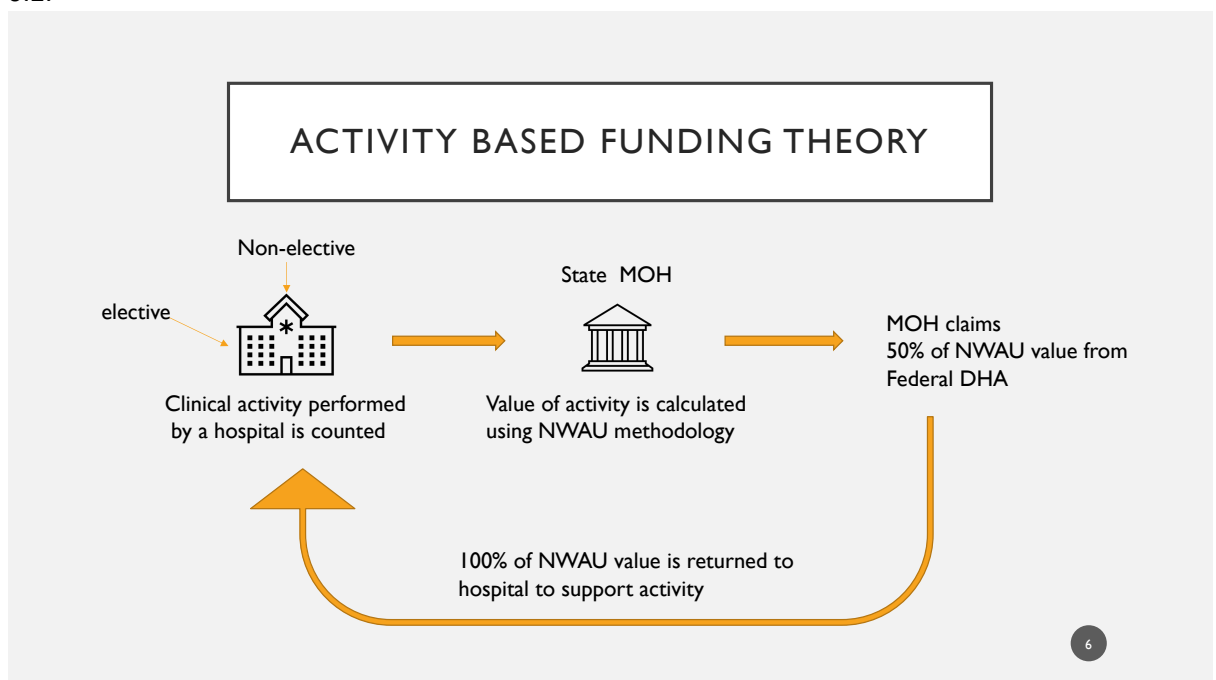 ACTIVITY BASED FUNDING THEORY
Non-elective
elective
Clinical activity performed
by a hospital is counted
State MOH
Value of activity is calculated
using NWAU methodology
MOH claims
50% of NWAU value from
Federal DHA
100% of NWAU value is returned to
hospital to support activity
6